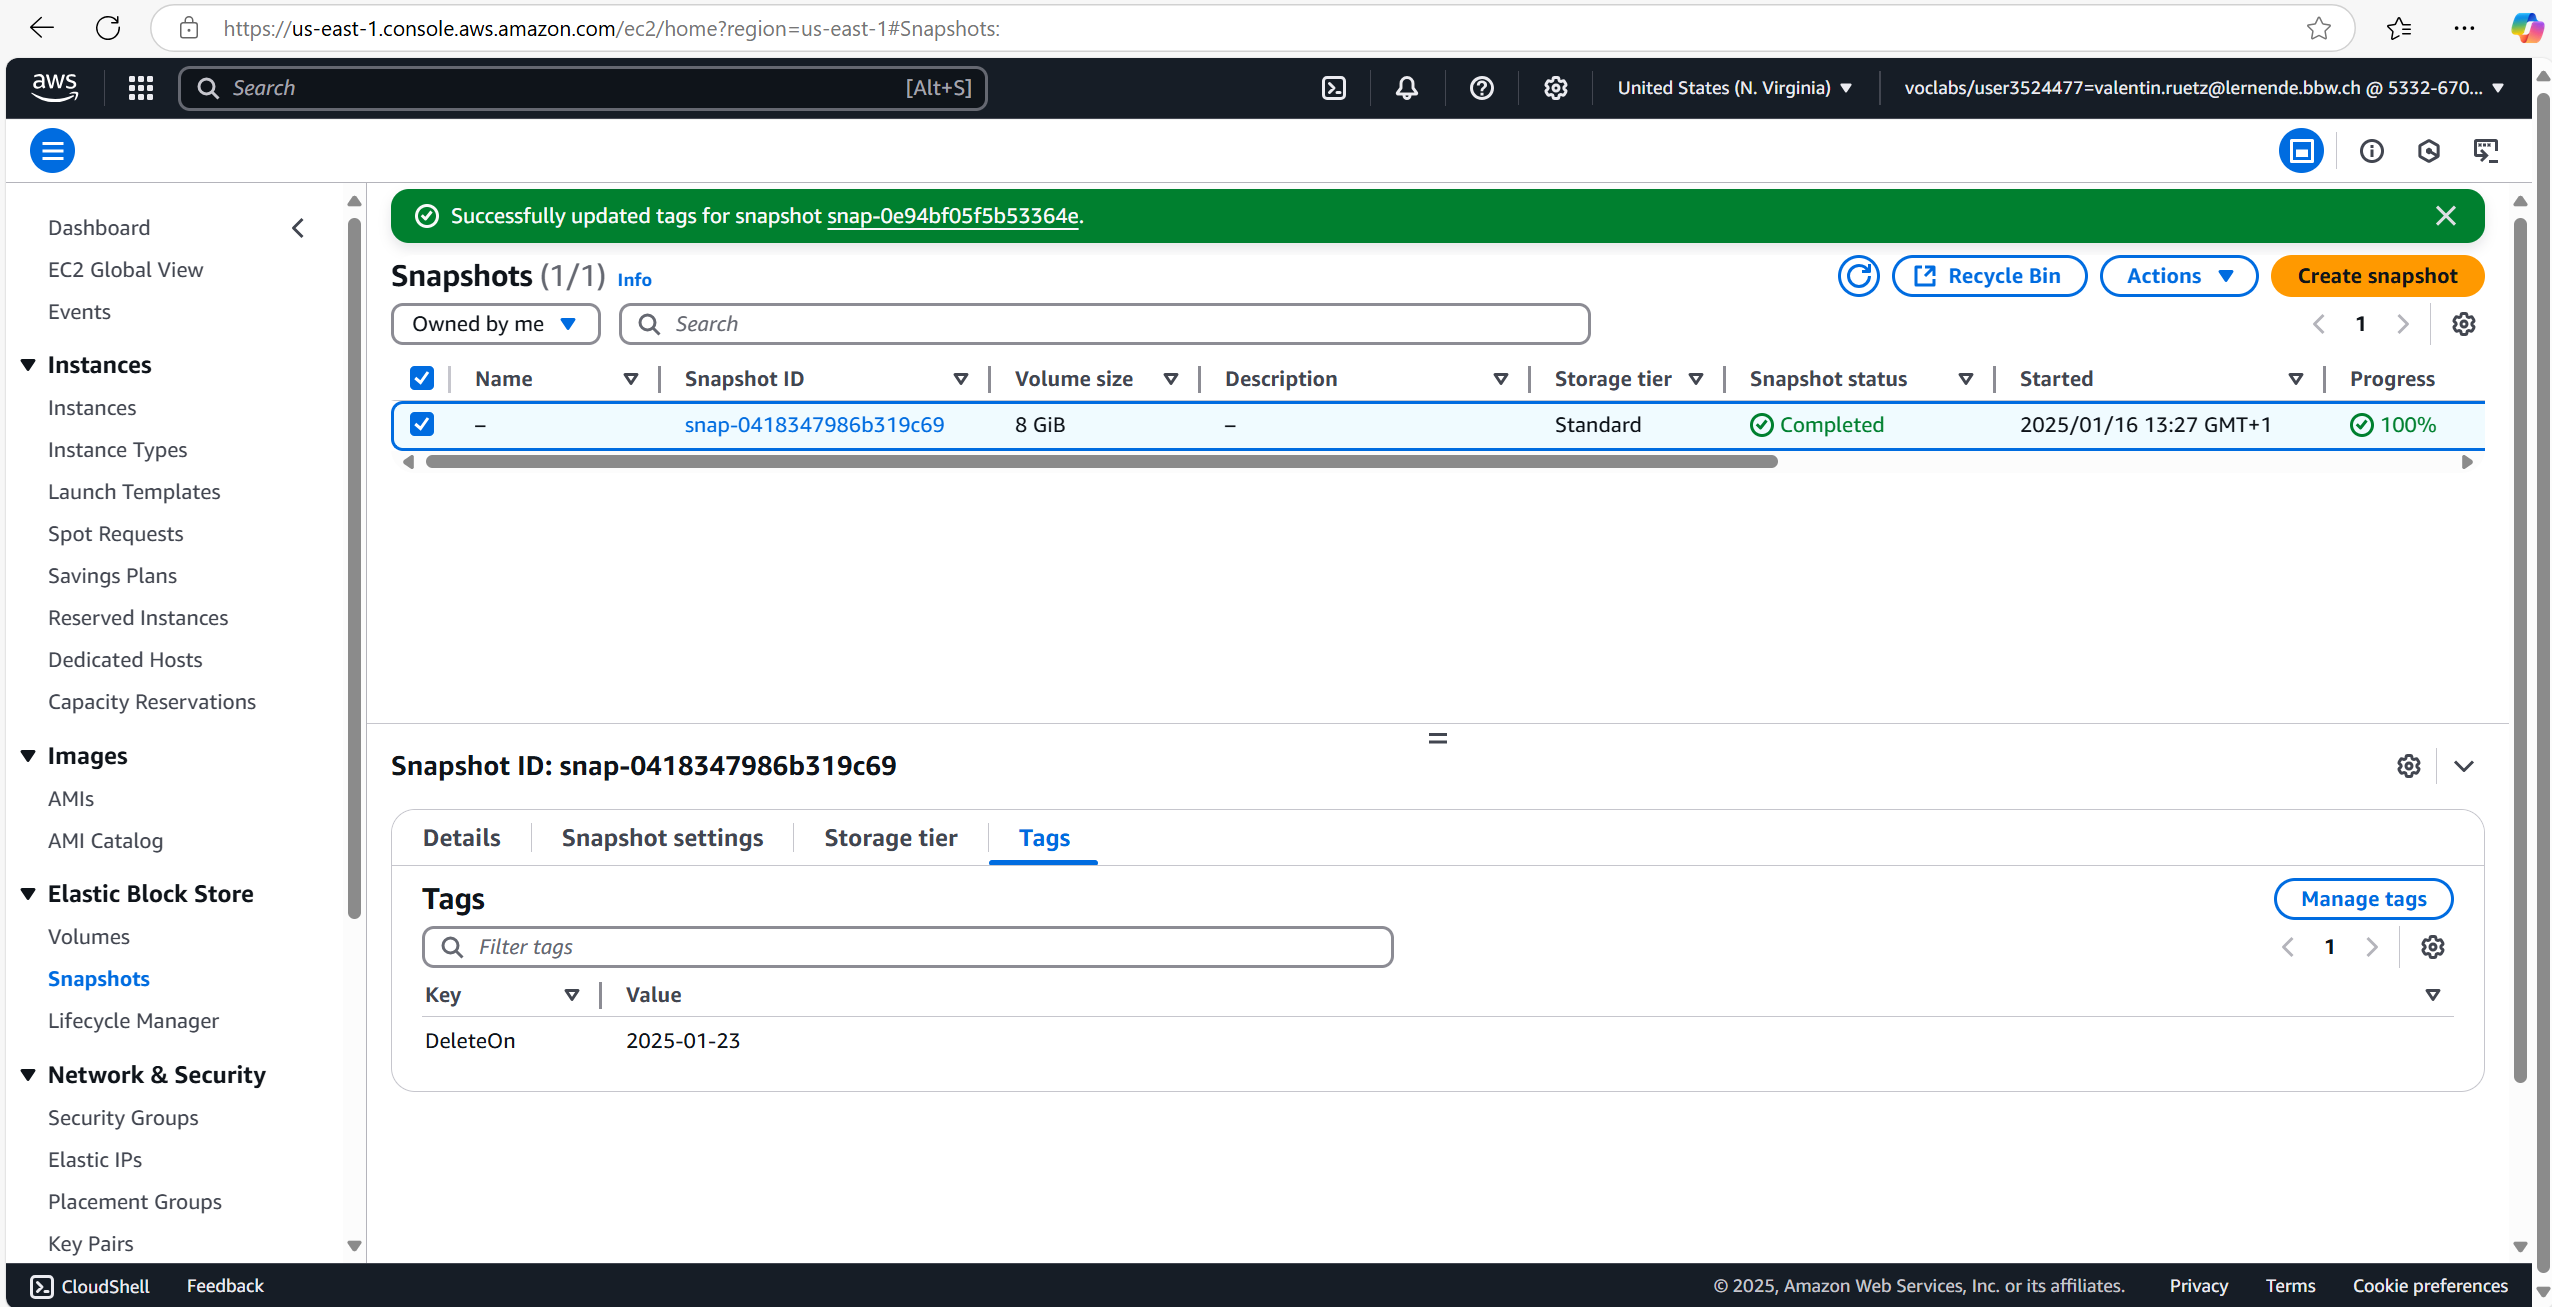 https://us-east-1.console.aws.amazon.com/ec2/home?region=us-east-1#Snapshots:
aws
Search
[Alt+S]
United States (N. Virginia)
voclabs/user3524477=valentin.ruetz@lernende.bbw.ch @ 5332-670...
Dashboard
EC2 Global View
Events
Instances
Instances
Instance Types
Launch Templates
Spot Requests
Savings Plans
Reserved Instances
Dedicated Hosts
Capacity Reservations
Images
AMIs
AMI Catalog
Elastic Block Store
Volumes
Snapshots
Lifecycle Manager
Network & Security
Security Groups
Elastic IPs
Placement Groups
Key Pairs
Successfully updated tags for snapshot snap-0e94bf05f5b53364e.
Snapshots (1/1) Info
Recycle Bin
Actions
Create snapshot
Owned by me
Search
1
Name Snapshot ID Volume size Description Storage tier Snapshot status Started Progress
– snap-0418347986b319c69 8 GiB – Standard Completed 2025/01/16 13:27 GMT+1 100%
Snapshot ID: snap-0418347986b319c69
Details Snapshot settings Storage tier Tags
Tags
Manage tags
Filter tags
1
Key Value
DeleteOn 2025-01-23
CloudShell Feedback
© 2025, Amazon Web Services, Inc. or its affiliates. Privacy Terms Cookie preferences